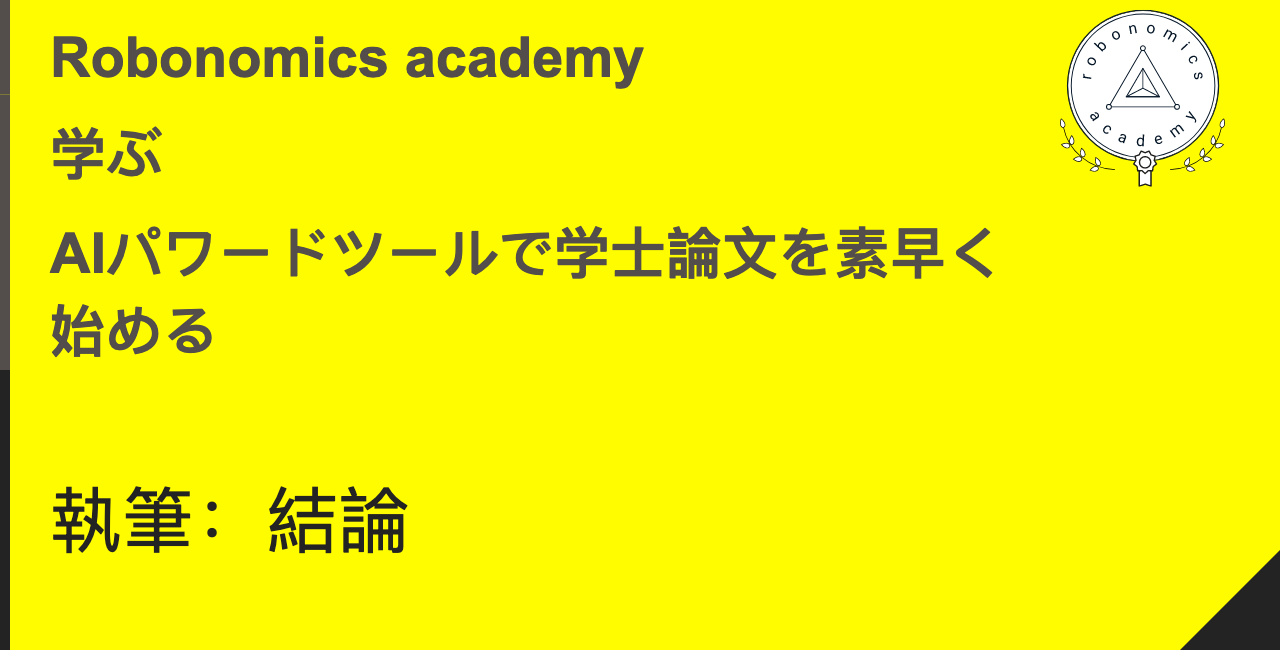 Robonomics academy
学ぶ
AIパワードツールで学士論文を素早く
始める
執筆：結論
robonomics
academy